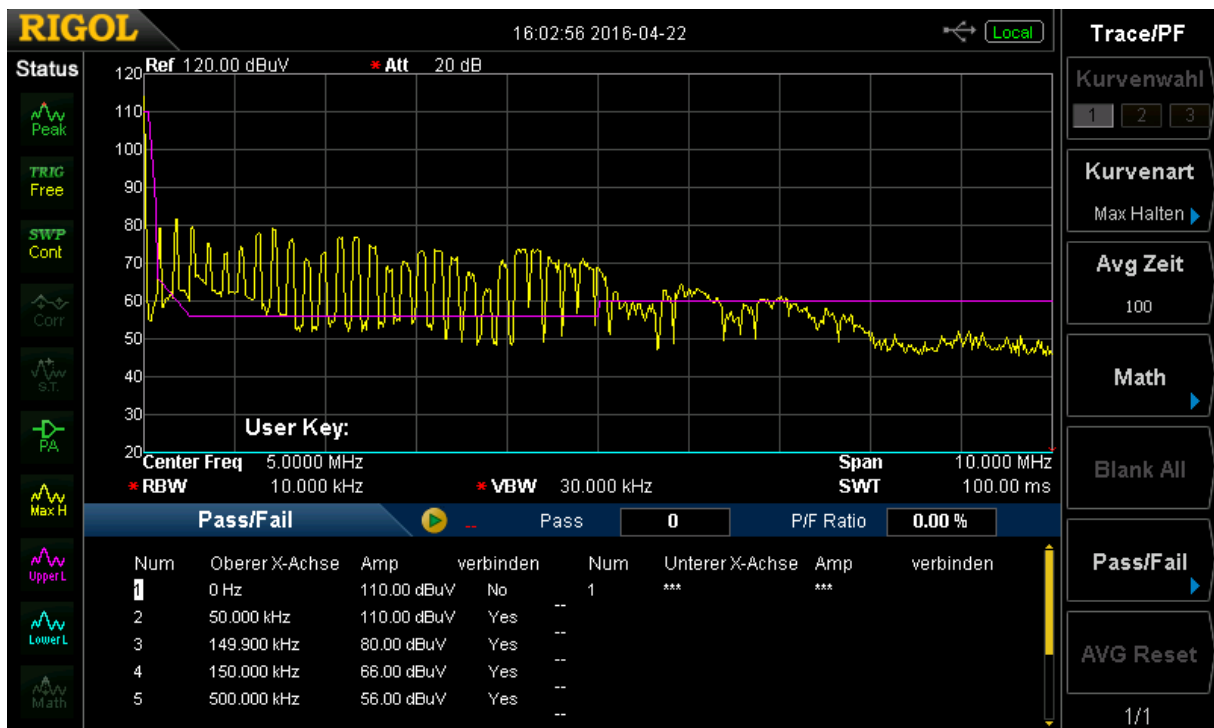 RIGOL
16:02:56 2016-04-22
Local
Trace/PF
Status
Ref 120.00 dBuV * Att 20 dB
120
110
100
90
80
70
60
50
40
30
20
Peak
TRIG
Free
SWP
Cont
Corr
S.T.
PA
Max H
Upper L
Lower L
Math
User Key:
Center Freq 5.0000 MHz Span 10.000 MHz
* RBW 10.000 kHz * VBW 30.000 kHz SWT 100.00 ms
Pass/Fail -- Pass 0 P/F Ratio 0.00 %
Num Oberer X-Achse Amp verbinden Num Unterer X-Achse Amp verbinden
1 0 Hz 110.00 dBuV No -- 1 *** ***
2 50.000 kHz 110.00 dBuV Yes --
3 149.900 kHz 80.00 dBuV Yes --
4 150.000 kHz 66.00 dBuV Yes --
5 500.000 kHz 56.00 dBuV Yes --
Kurvenwahl
1 2 3
Kurvenart
Max Halten
Avg Zeit
100
Math
Blank All
Pass/Fail
AVG Reset
1/1